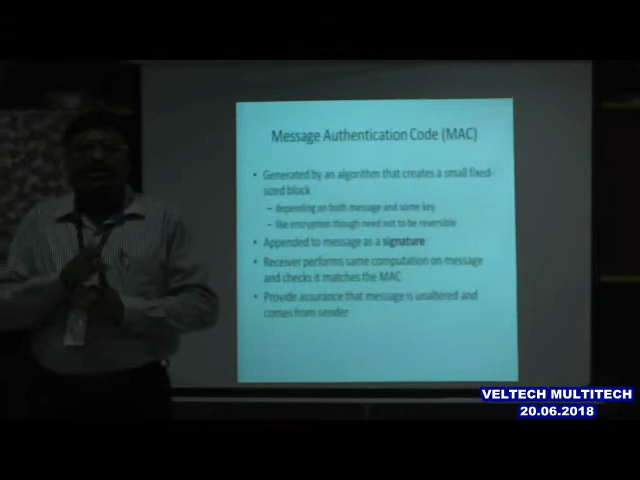 Message Authentication Code (MAC)
• Generated by an algorithm that creates a small fixed-
sized block
– depending on both message and some key
– like encryption though need not to be reversible
• Appended to message as a signature
• Receiver performs same computation on message
and checks it matches the MAC
• Provide assurance that message is unaltered and
comes from sender
VELTECH MULTITECH
20.06.2018